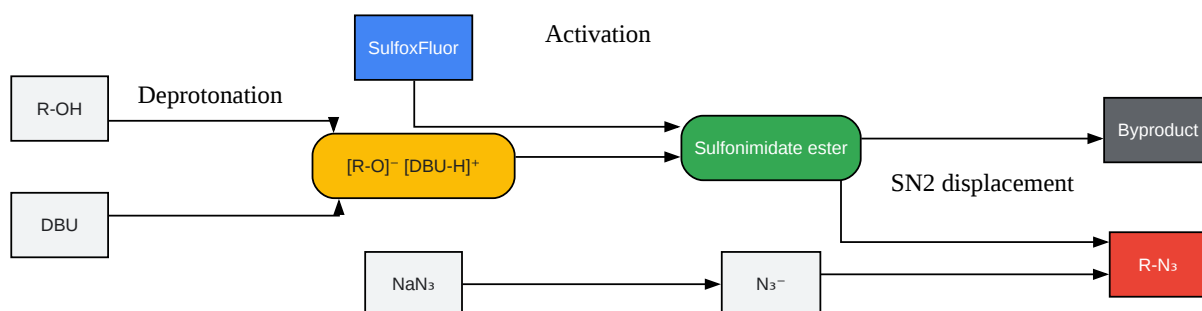 SulfoxFluor
Activation
R-OH
Deprotonation
[R-O]⁻ [DBU-H]⁺
Sulfonimidate ester
Byproduct
DBU
SN2 displacement
NaN₃
N₃⁻
R-N₃